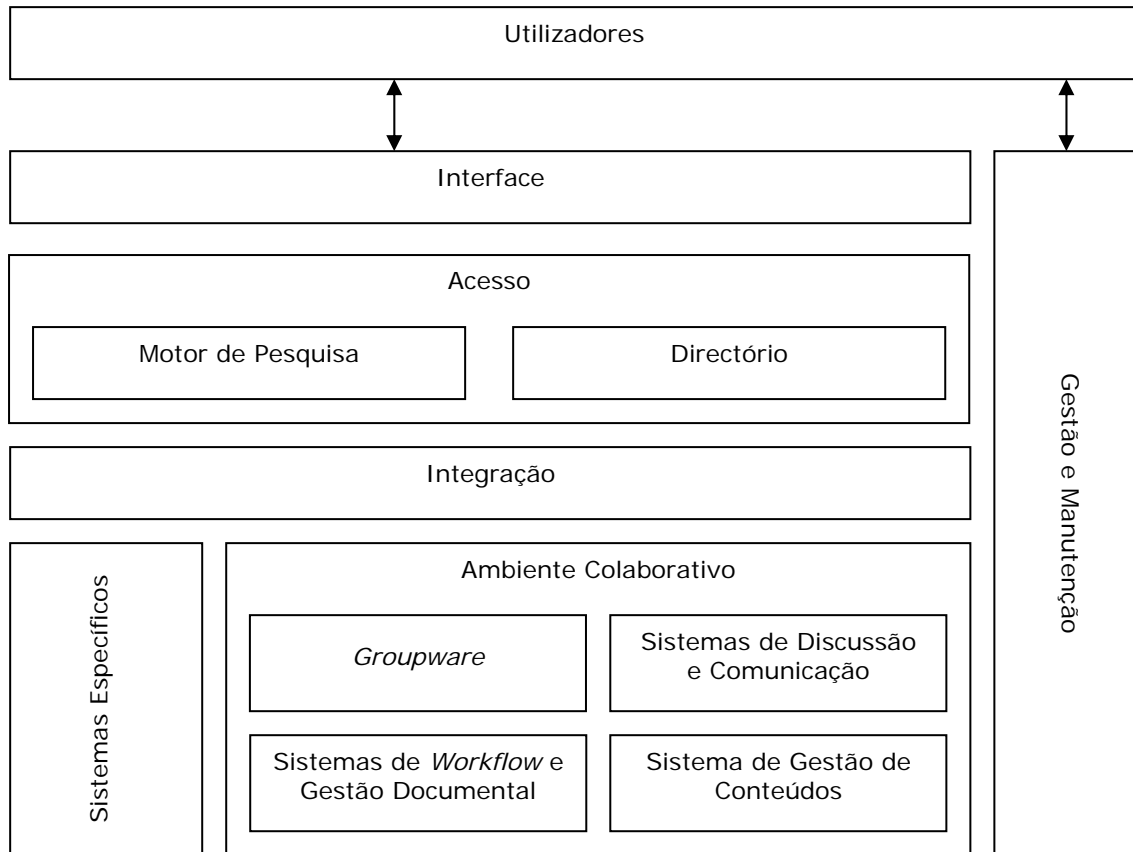 Utilizadores
Interface
Acesso
Motor de Pesquisa
Directório
Integração
Gestão e Manutenção
Sistemas Específicos
Ambiente Colaborativo
Groupware
Sistemas de Discussão
e Comunicação
Sistemas de Workflow e
Gestão Documental
Sistema de Gestão de
Conteúdos